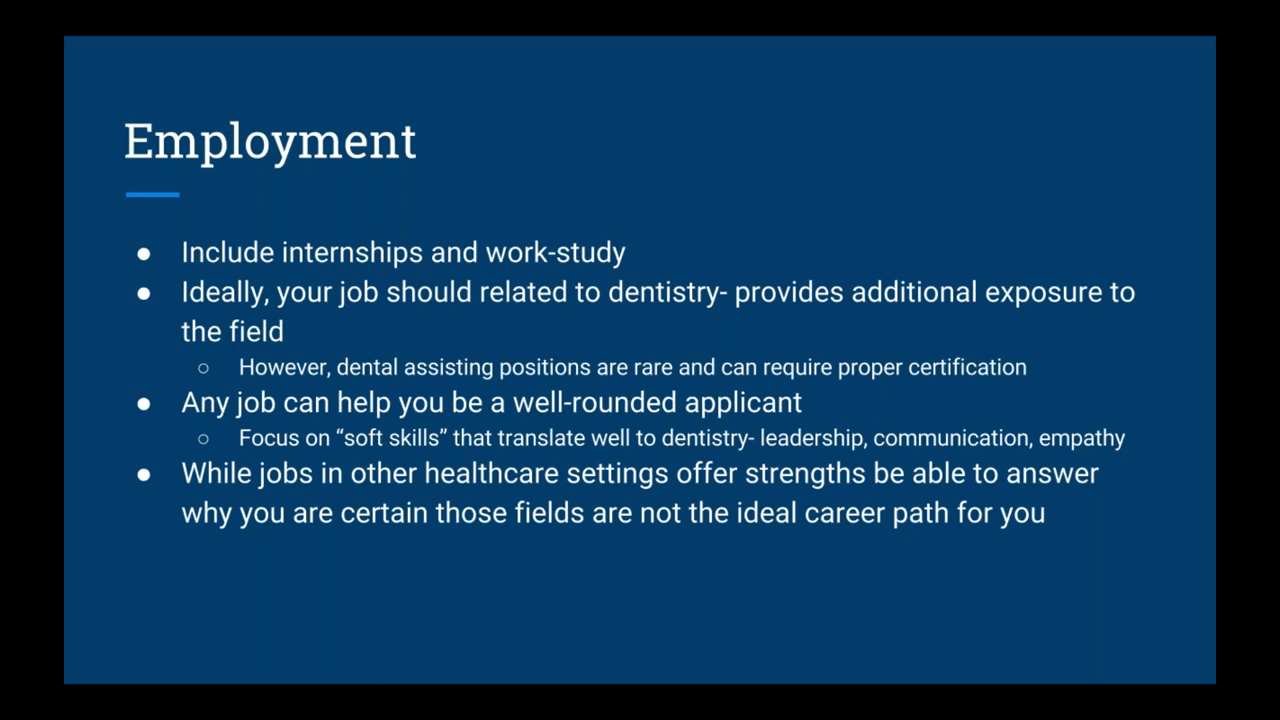 Employment
● Include internships and work-study
● Ideally, your job should related to dentistry- provides additional exposure to
the field
○ However, dental assisting positions are rare and can require proper certification
● Any job can help you be a well-rounded applicant
○ Focus on “soft skills” that translate well to dentistry- leadership, communication, empathy
● While jobs in other healthcare settings offer strengths be able to answer
why you are certain those fields are not the ideal career path for you